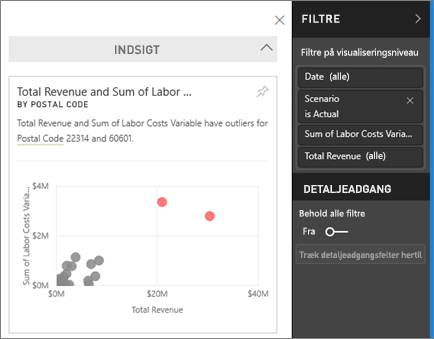 INDSIGT
Total Revenue and Sum of Labor ...
BY POSTAL CODE
Total Revenue and Sum of Labor Costs Variable have outliers for
Postal Code 22314 and 60601.
Sum of Labor Costs Varia...
$4M
$2M
$0M
$0M $20M $40M
Total Revenue
FILTRE
Filtre på visualiseringsniveau
Date (alle)
Scenario
is Actual
Sum of Labor Costs Varia...
Total Revenue (alle)
DETALJEADGANG
Behold alle filtre
Fra
Træk detaljeadgangsfelter hertil